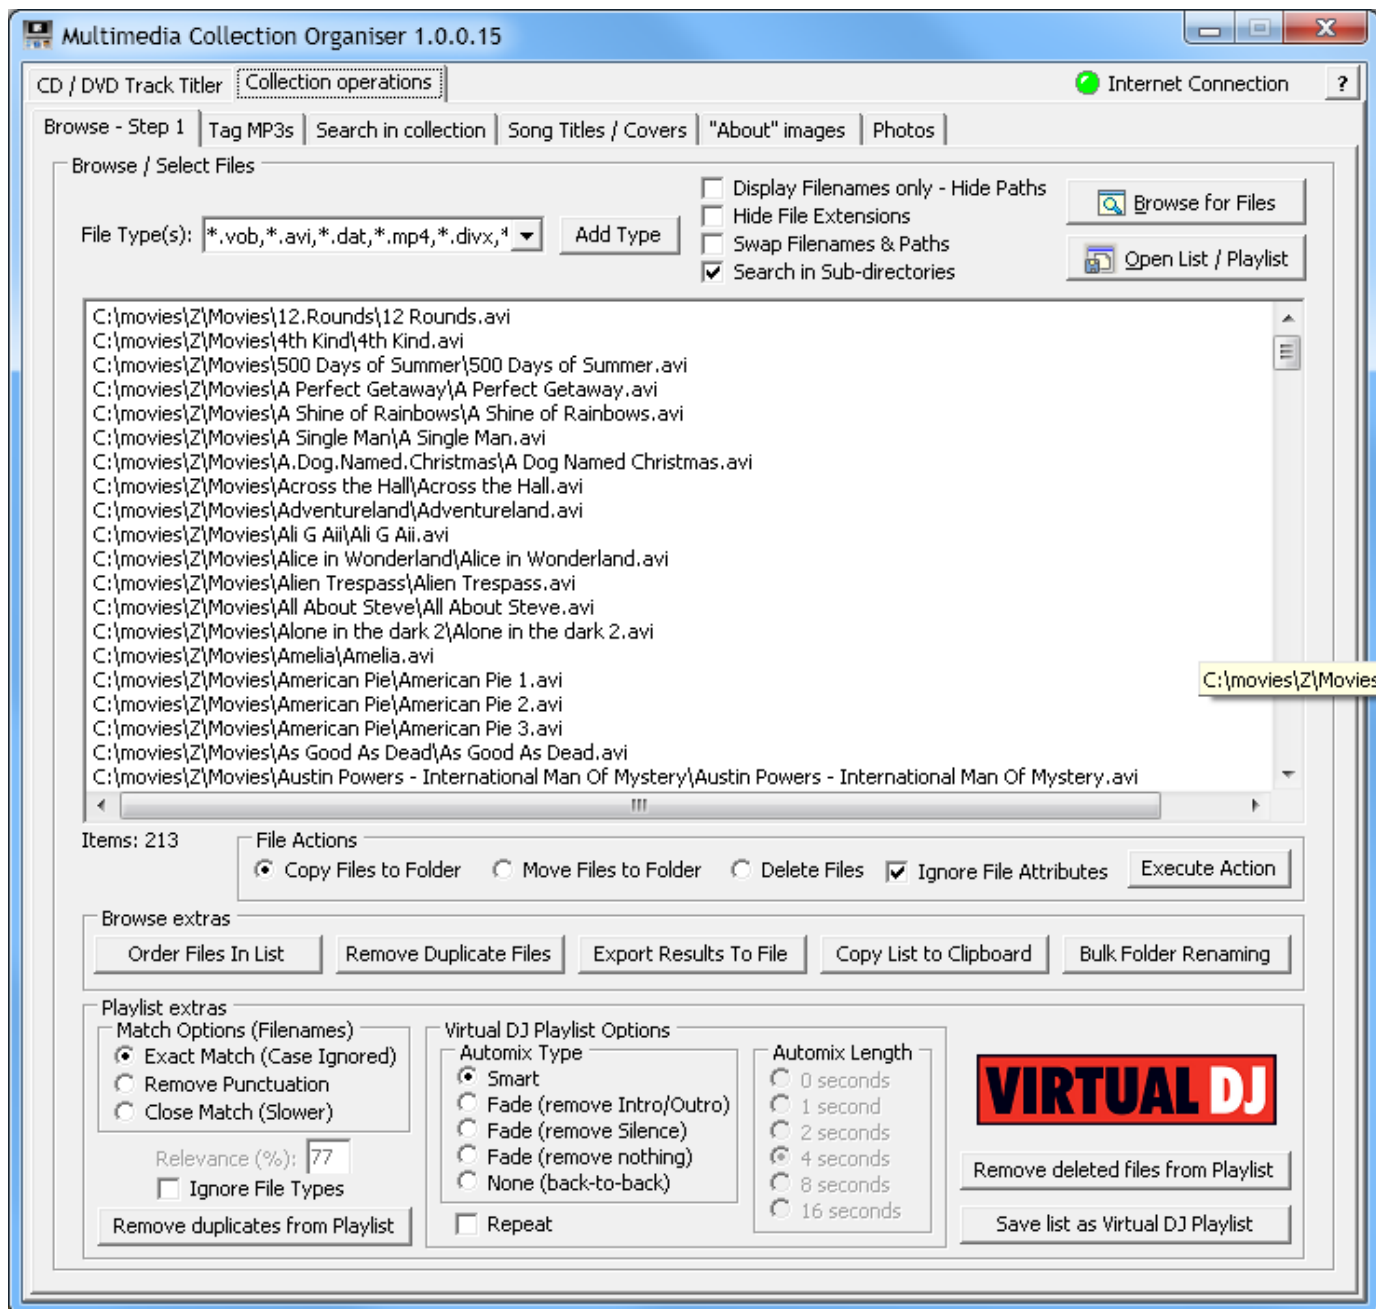 Multimedia Collection Organiser 1.0.0.15
CD / DVD Track Titler
Collection operations
Internet Connection
?
Browse - Step 1
Tag MP3s
Search in collection
Song Titles / Covers
"About" images
Photos
Browse / Select Files
Display Filenames only - Hide Paths
Hide File Extensions
Swap Filenames & Paths
Search in Sub-directories
File Type(s):
*.vob,*.avi,*.dat,*.mp4,*.divx,*
Add Type
Browse for Files
Open List / Playlist
C:\movies\Z\Movies\12.Rounds\12 Rounds.avi
C:\movies\Z\Movies\4th Kind\4th Kind.avi
C:\movies\Z\Movies\500 Days of Summer\500 Days of Summer.avi
C:\movies\Z\Movies\A Perfect Getaway\A Perfect Getaway.avi
C:\movies\Z\Movies\A Shine of Rainbows\A Shine of Rainbows.avi
C:\movies\Z\Movies\A Single Man\A Single Man.avi
C:\movies\Z\Movies\A.Dog.Named.Christmas\A Dog Named Christmas.avi
C:\movies\Z\Movies\Across the Hall\Across the Hall.avi
C:\movies\Z\Movies\Adventureland\Adventureland.avi
C:\movies\Z\Movies\Ali G Aii\Ali G Aii.avi
C:\movies\Z\Movies\Alice in Wonderland\Alice in Wonderland.avi
C:\movies\Z\Movies\Alien Trespass\Alien Trespass.avi
C:\movies\Z\Movies\All About Steve\All About Steve.avi
C:\movies\Z\Movies\Alone in the dark 2\Alone in the dark 2.avi
C:\movies\Z\Movies\Amelia\Amelia.avi
C:\movies\Z\Movies\American Pie\American Pie 1.avi
C:\movies\Z\Movies\American Pie\American Pie 2.avi
C:\movies\Z\Movies\American Pie\American Pie 3.avi
C:\movies\Z\Movies\As Good As Dead\As Good As Dead.avi
C:\movies\Z\Movies\Austin Powers - International Man Of Mystery\Austin Powers - International Man Of Mystery.avi
C:\movies\Z\Movies
Items: 213
File Actions
Copy Files to Folder
Move Files to Folder
Delete Files
Ignore File Attributes
Execute Action
Browse extras
Order Files In List
Remove Duplicate Files
Export Results To File
Copy List to Clipboard
Bulk Folder Renaming
Playlist extras
Match Options (Filenames)
Exact Match (Case Ignored)
Remove Punctuation
Close Match (Slower)
Relevance (%): 77
Ignore File Types
Remove duplicates from Playlist
Virtual DJ Playlist Options
Automix Type
Smart
Fade (remove Intro/Outro)
Fade (remove Silence)
Fade (remove nothing)
None (back-to-back)
Repeat
Automix Length
0 seconds
1 second
2 seconds
4 seconds
8 seconds
16 seconds
VIRTUAL DJ
Remove deleted files from Playlist
Save list as Virtual DJ Playlist